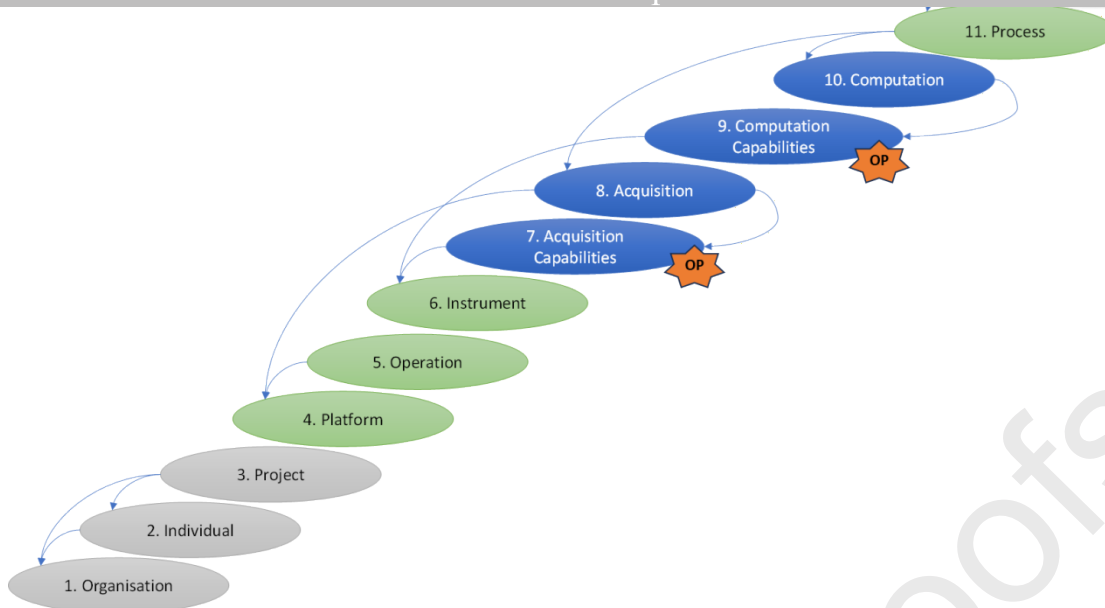 11. Process
10. Computation
9. Computation
Capabilities
OP
8. Acquisition
7. Acquisition
Capabilities
OP
6. Instrument
5. Operation
4. Platform
3. Project
2. Individual
1. Organisation